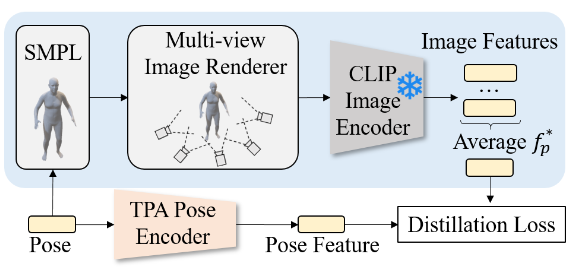 SMPL
Multi-view
Image Renderer
CLIP
Image
Encoder
Image Features
...
Average f_p^*
Pose
TPA Pose
Encoder
Pose Feature
Distillation Loss